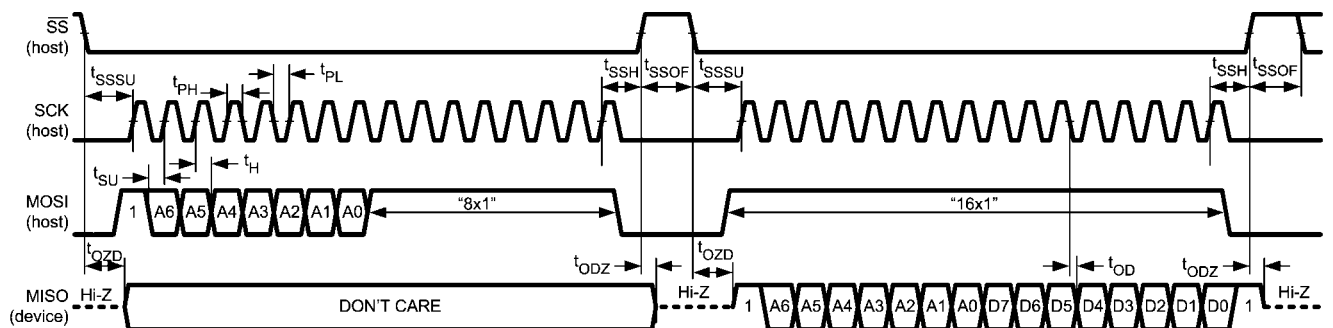 SS
(host)
tSSSU tPH tPL tSSH tSSOF tSSSU tSSH tSSOF
SCK
(host)
tSU tH
MOSI
(host)
1 A6 A5 A4 A3 A2 A1 A0 “8x1” “16x1”
tOZD tODZ tOZD tOD tODZ
MISO
(device)
Hi-Z DON'T CARE Hi-Z 1 A6 A5 A4 A3 A2 A1 A0 D7 D6 D5 D4 D3 D2 D1 D0 1 Hi-Z